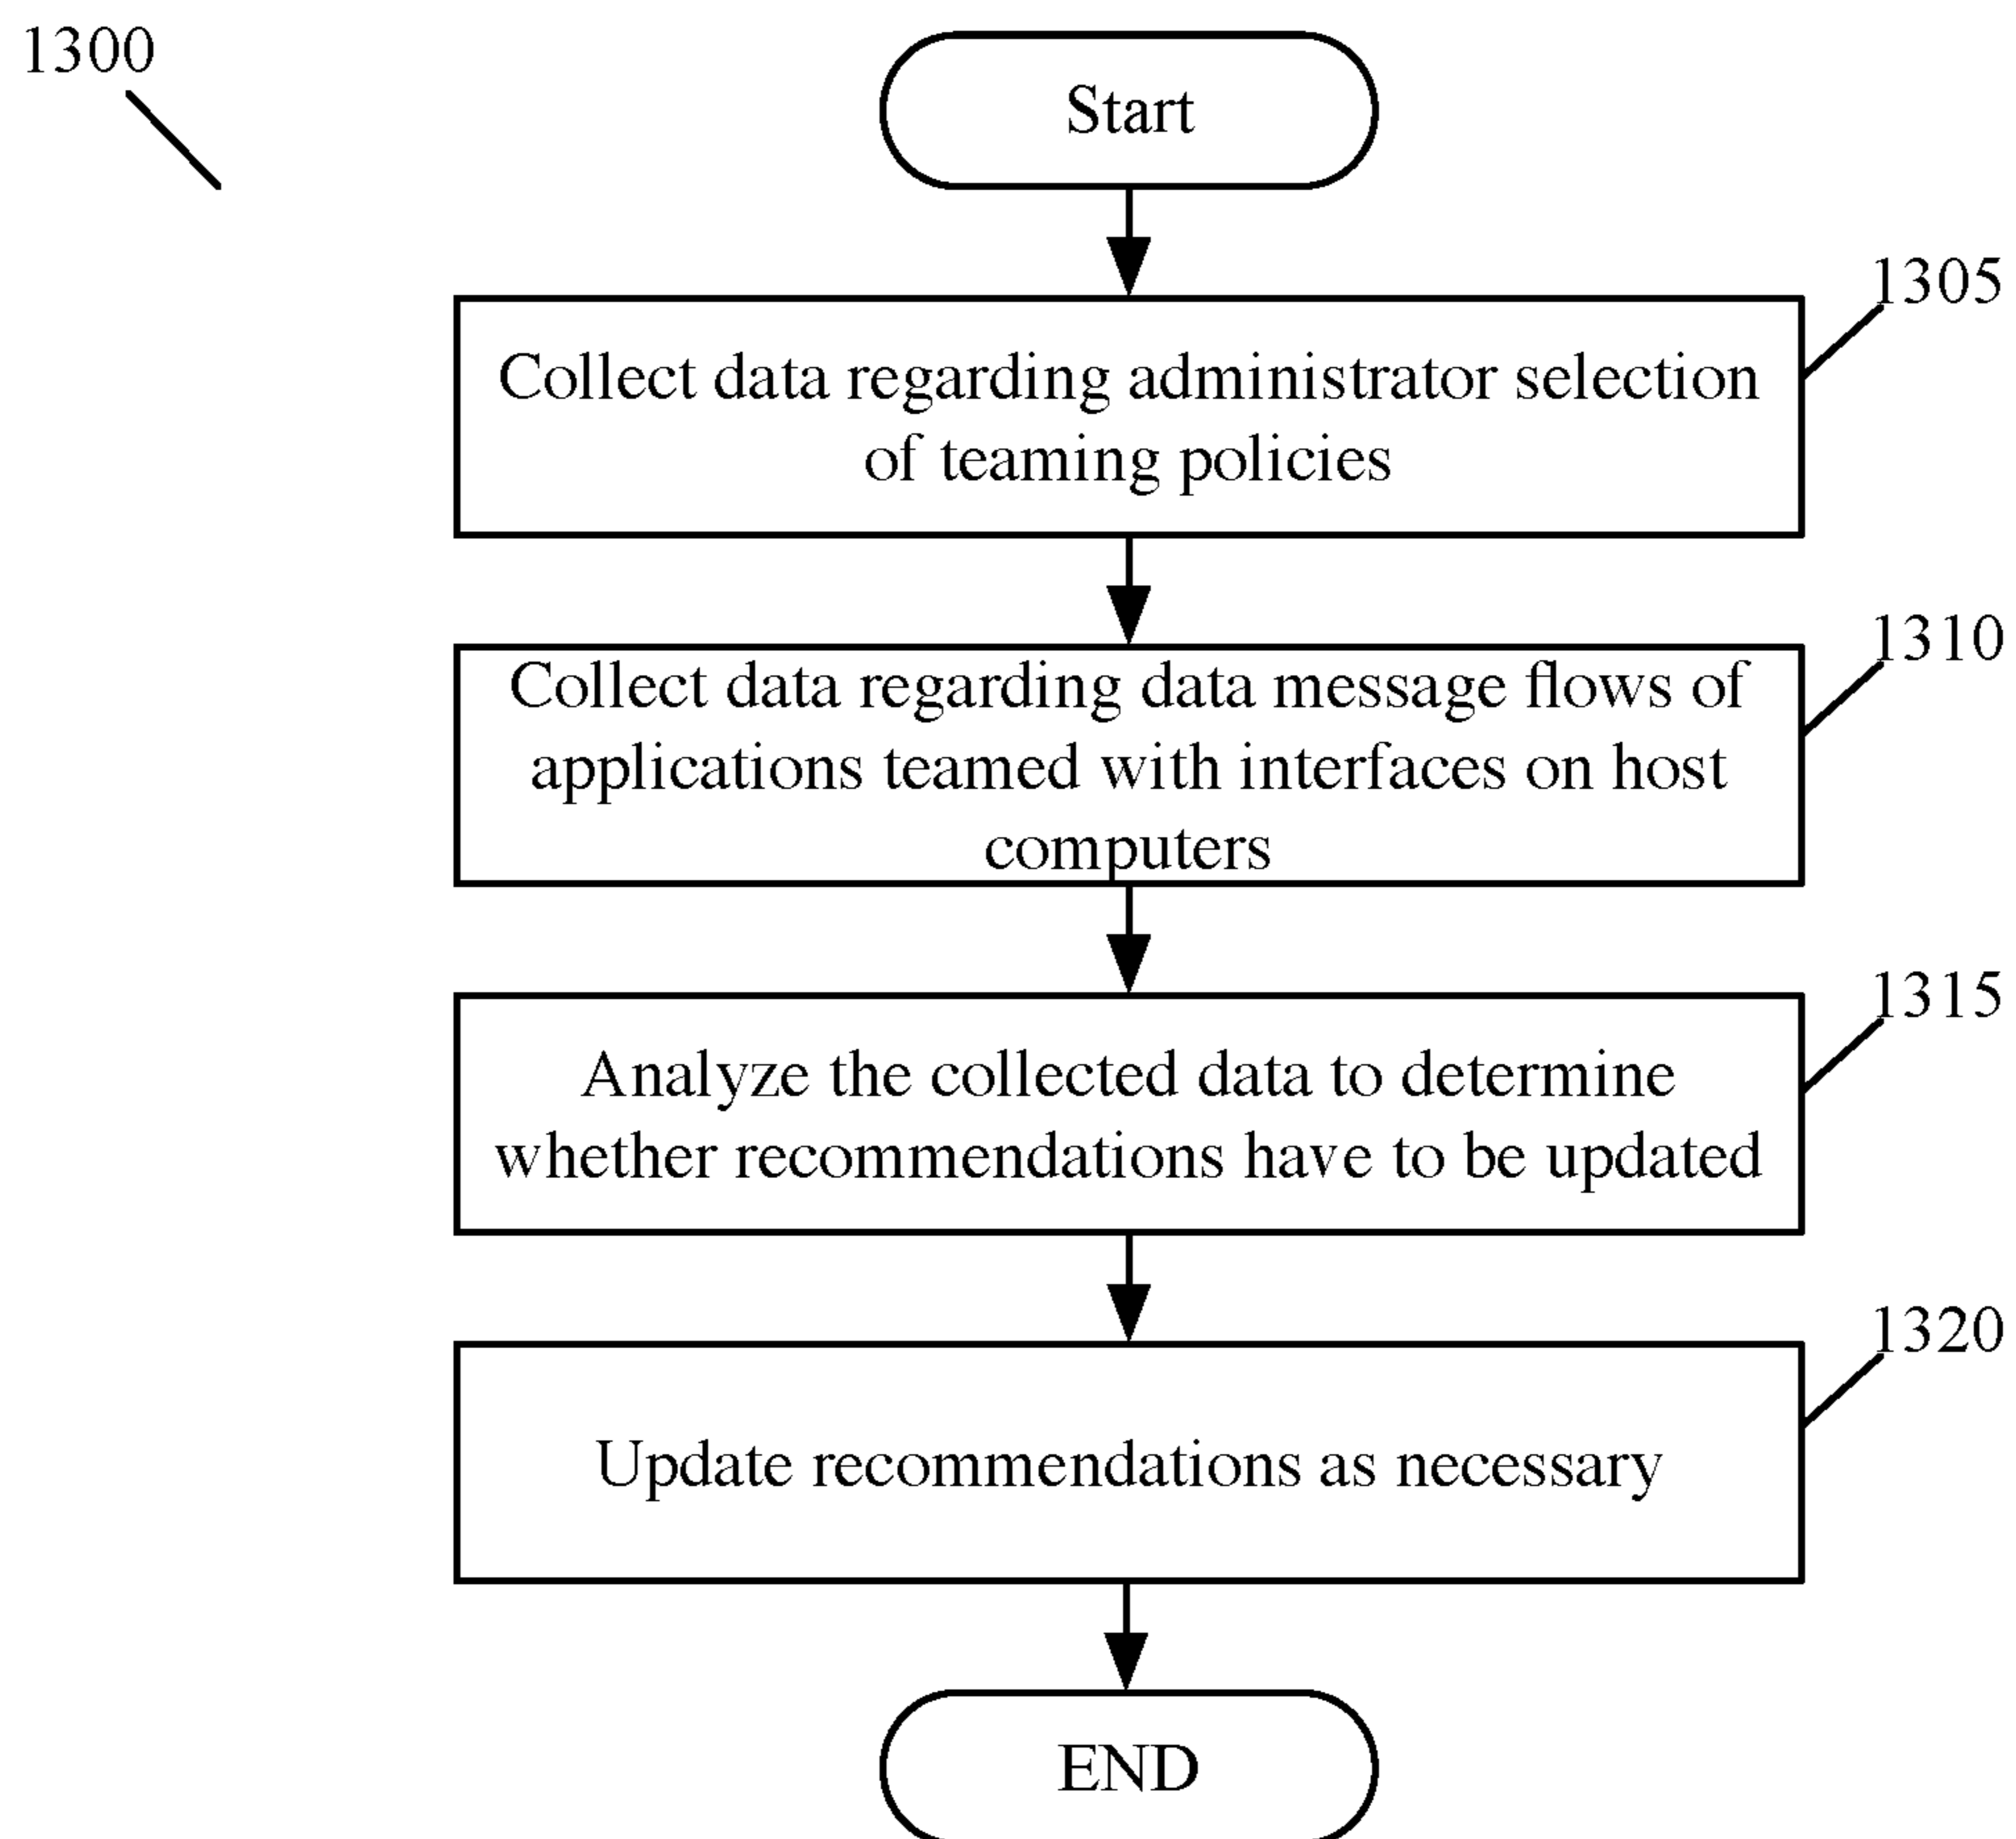 1300
Start
1305
Collect data regarding administrator selection
of teaming policies
1310
Collect data regarding data message flows of
applications teamed with interfaces on host
computers
1315
Analyze the collected data to determine
whether recommendations have to be updated
1320
Update recommendations as necessary
END